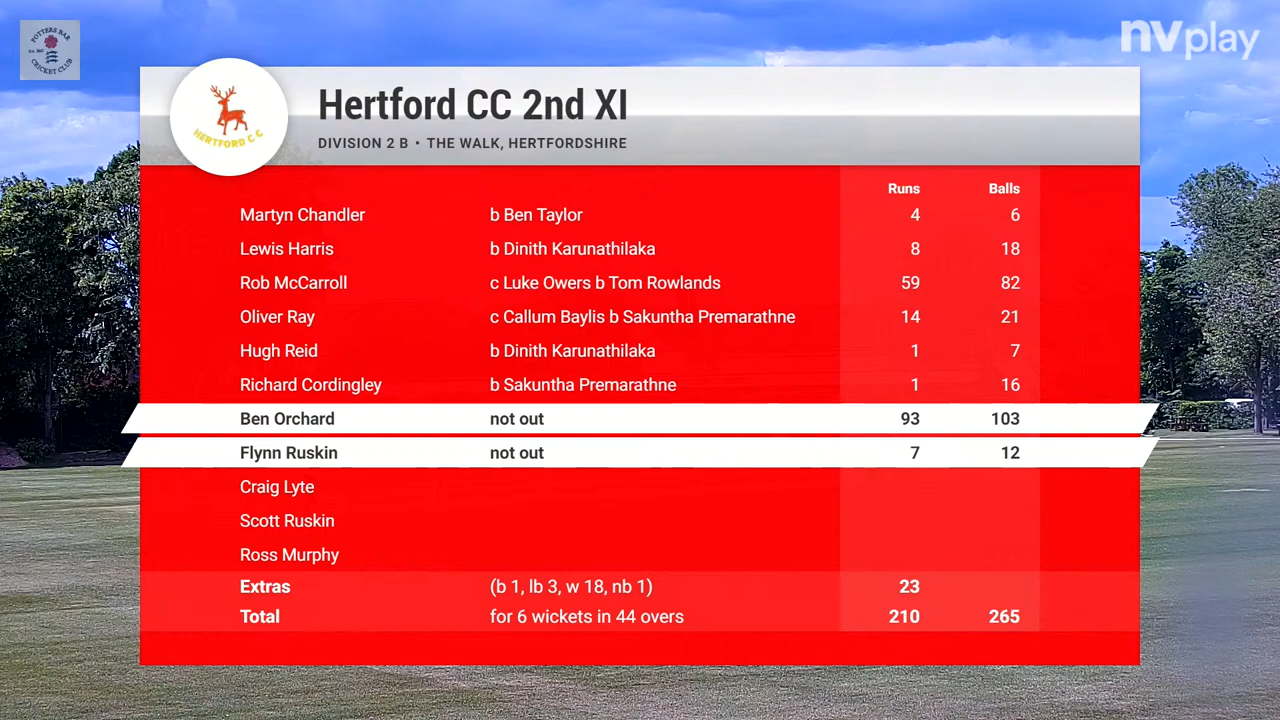 POTTERS BAR
CRICKET CLUB
nvplay
HERTFORD C C
Hertford CC 2nd XI
DIVISION 2 B • THE WALK, HERTFORDSHIRE
Runs Balls
Martyn Chandler b Ben Taylor 4 6
Lewis Harris b Dinith Karunathilaka 8 18
Rob McCarroll c Luke Owers b Tom Rowlands 59 82
Oliver Ray c Callum Baylis b Sakuntha Premarathne 14 21
Hugh Reid b Dinith Karunathilaka 1 7
Richard Cordingley b Sakuntha Premarathne 1 16
Ben Orchard not out 93 103
Flynn Ruskin not out 7 12
Craig Lyte
Scott Ruskin
Ross Murphy
Extras (b 1, lb 3, w 18, nb 1) 23
Total for 6 wickets in 44 overs 210 265